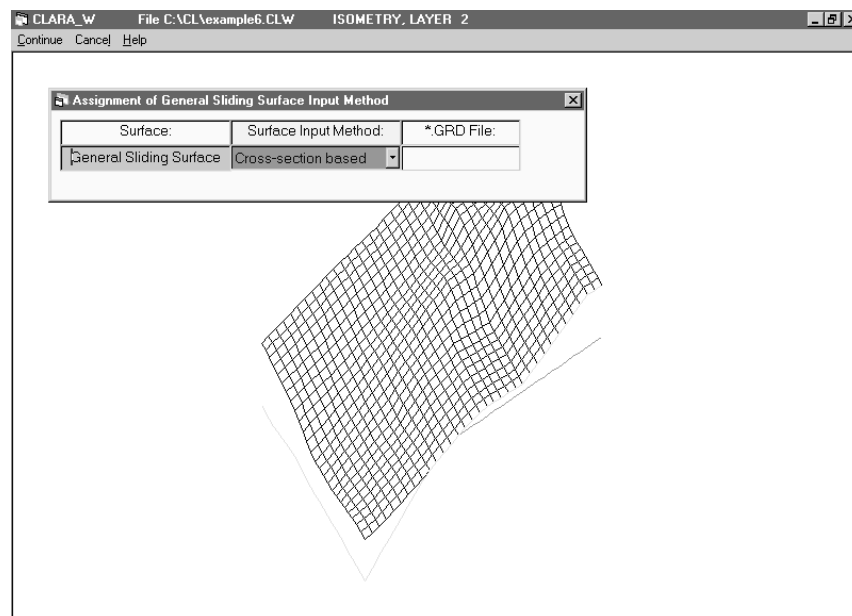 CLARA_W File C:\CL\example6.CLW ISOMETRY, LAYER 2
Continue Cancel Help
Assignment of General Sliding Surface Input Method
Surface: Surface Input Method: *.GRD File:
General Sliding Surface Cross-section based